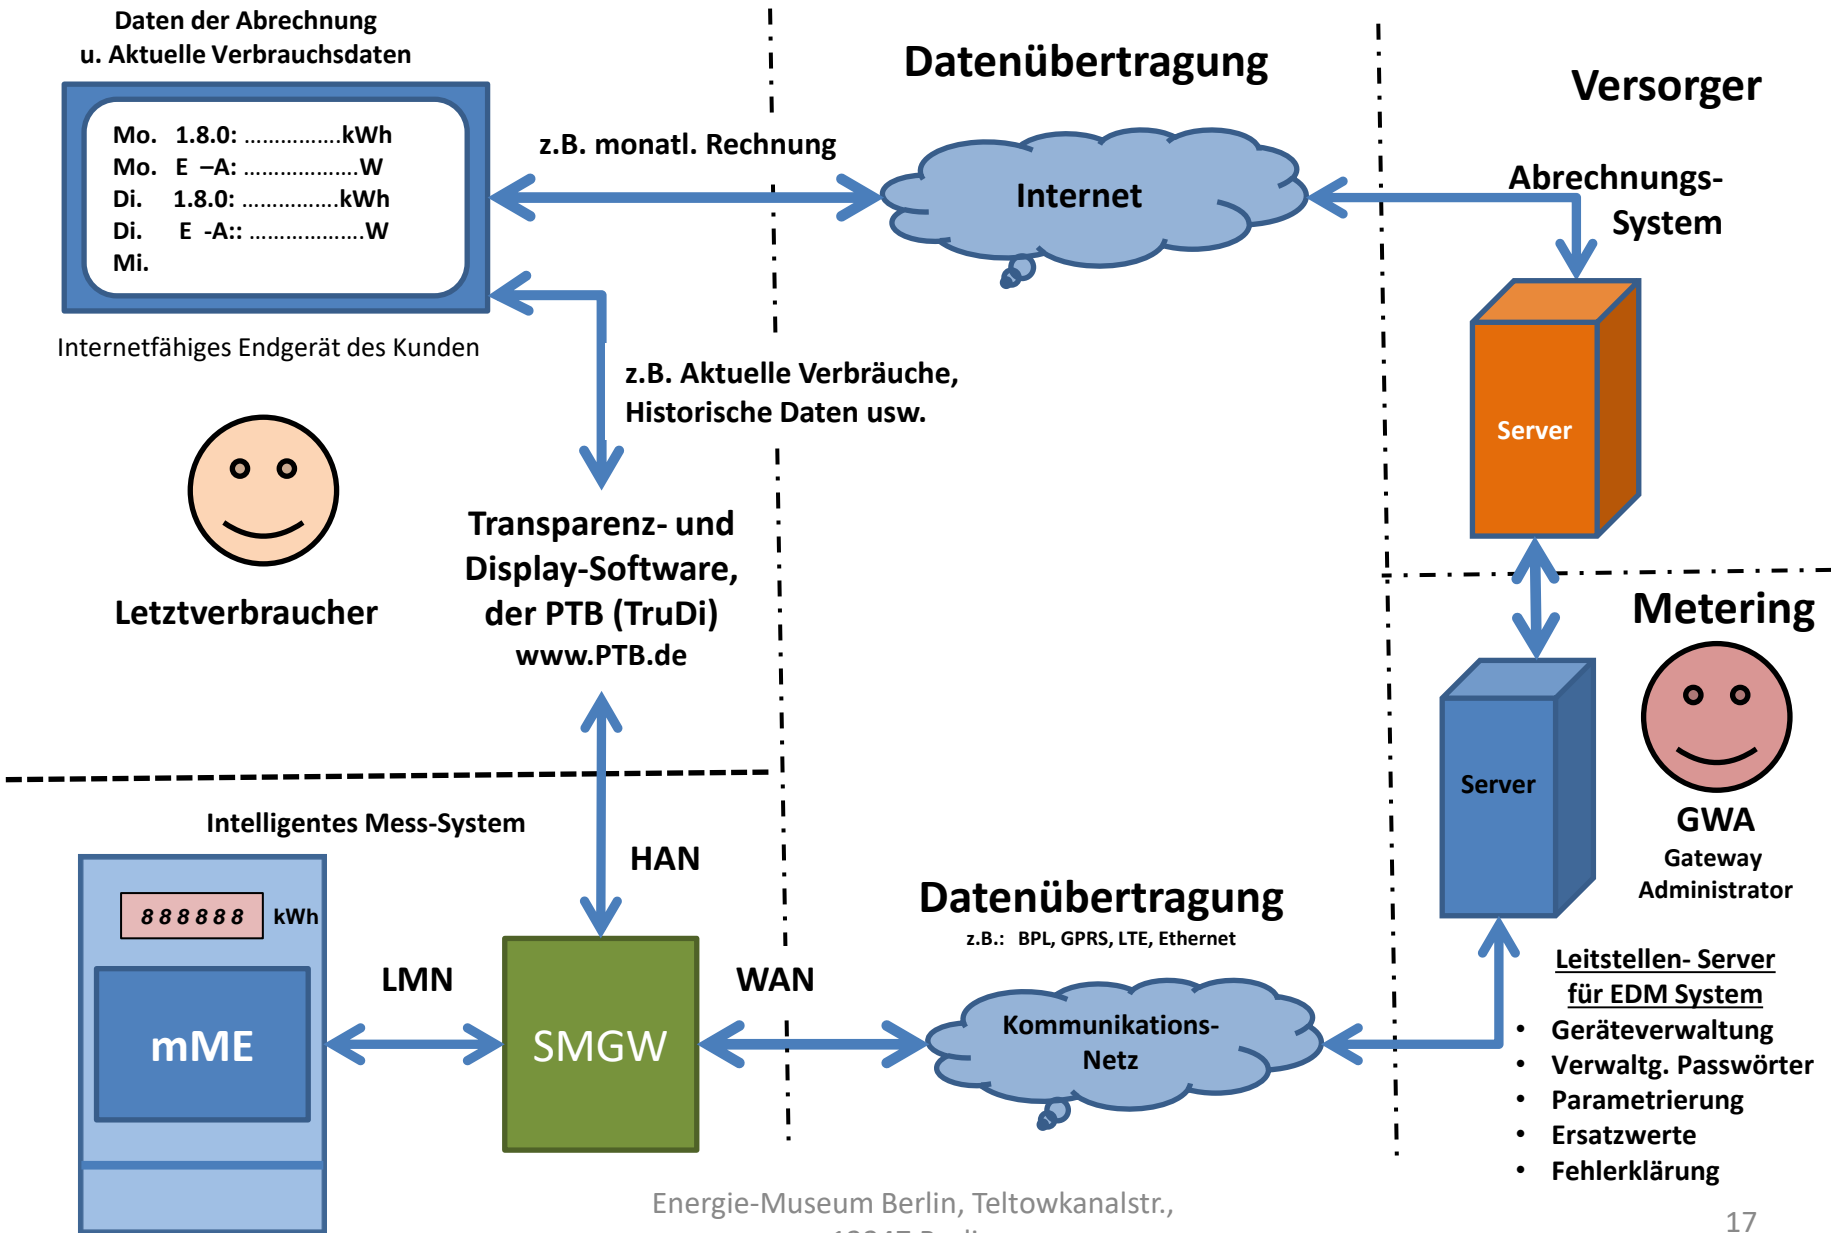 Daten der Abrechnung
u. Aktuelle Verbrauchsdaten
Mo. 1.8.0: ................kWh
Mo. E –A: ...................W
Di. 1.8.0: ................kWh
Di. E -A:: ...................W
Mi.
Internetfähiges Endgerät des Kunden
Letztverbraucher
z.B. monatl. Rechnung
Datenübertragung
Internet
Versorger
Abrechnungs-
System
Server
z.B. Aktuelle Verbräuche,
Historische Daten usw.
Transparenz- und
Display-Software,
der PTB (TruDi)
www.PTB.de
Metering
Server
GWA
Gateway
Administrator
Intelligentes Mess-System
888888 kWh
mME
LMN
HAN
SMGW
WAN
Datenübertragung
z.B.: BPL, GPRS, LTE, Ethernet
Kommunikations-
Netz
Leitstellen- Server
für EDM System
• Geräteverwaltung
• Verwaltg. Passwörter
• Parametrierung
• Ersatzwerte
• Fehlerklärung
Energie-Museum Berlin, Teltowkanalstr.,
17